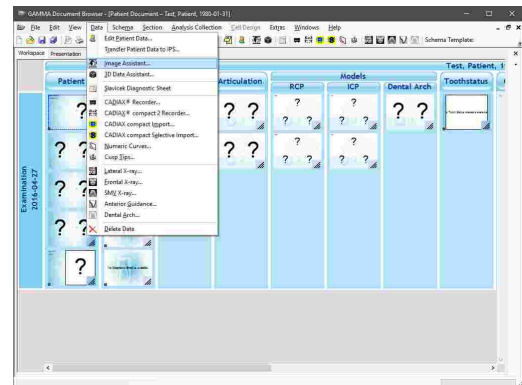 GAMMA Document Browser - [Patient Document - Test, Patient, 1980-01-31]
File Edit View Data Schema Section Analysis Collection Cell Design Extras Windows Help
Schema Template:
Workspace Presentation
Edit Patient Data...
Transfer Patient Data to IPS...
Image Assistant...
3D Data Assistant...
Slavicek Diagnostic Sheet
CADIAX® Recorder...
CADIAX® compact 2 Recorder...
CADIAX compact Import...
CADIAX compact Selective Import...
Numeric Curves...
Cusp Tips...
Lateral X-ray...
Frontal X-ray...
SMV X-ray...
Anterior Guidance...
Dental Arch...
Delete Data
Test, Patient, 1
Patient
Articulation
Models
RCP
ICP
Dental Arch
Toothstatus
Examination
2016-04-27
? ? ? ? ? ?
? ? ? ?
? ? ? ? ? ?
? ? ? ?
? ?
? ?
?